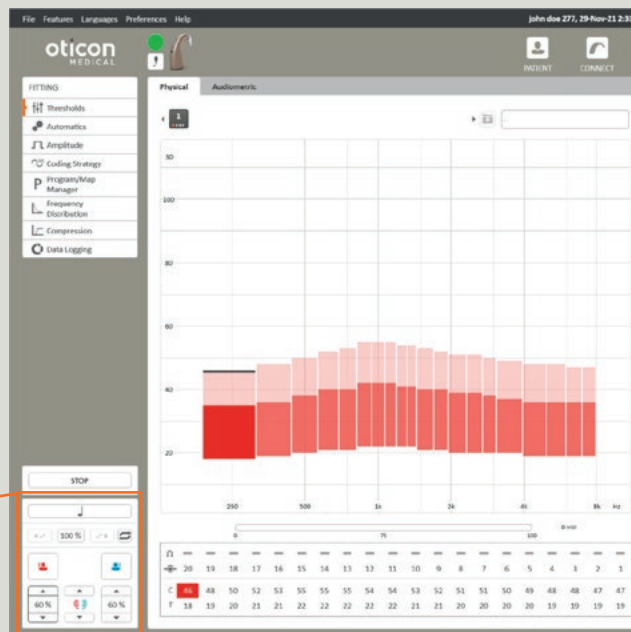 File Features Languages Preferences Help
john doe 277, 29-Nov-21 2:33
oticon
MEDICAL
PATIENT
CONNECT
FITTING
Thresholds
Automatics
Amplitude
Coding Strategy
P Program/Map
Manager
Frequency
Distribution
Compression
Data Logging
Physical Audiometric
1
100
80
60
40
20
250 500 1k 2k 4k 8k Hz
0 75 100
20 19 18 17 16 15 14 13 12 11 10 9 8 7 6 5 4 3 2 1
C 46 48 50 52 53 55 55 55 54 54 53 52 51 51 50 49 48 48 47 47
T 18 19 20 21 21 22 22 22 22 22 21 21 20 20 20 20 19 19 19 19
STOP
100 %
60 % 60 %